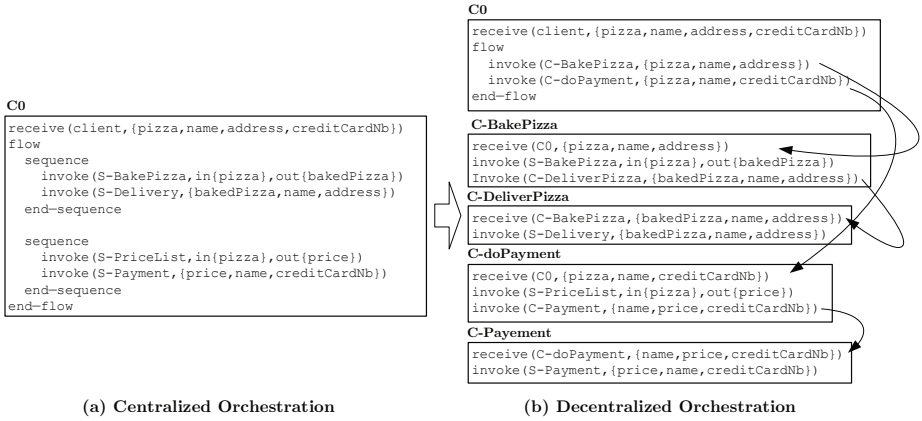 C0
receive(client,{pizza,name,address,creditCardNb})
flow
sequence
invoke(S-BakePizza,in{pizza},out{bakedPizza})
invoke(S-Delivery,{bakedPizza,name,address})
end—sequence
sequence
invoke(S-PriceList,in{pizza},out{price})
invoke(S-Payment,{price,name,creditCardNb})
end—sequence
end—flow
(a) Centralized Orchestration
C0
receive(client,{pizza,name,address,creditCardNb})
flow
invoke(C-BakePizza,{pizza,name,address})
invoke(C-doPayment,{pizza,name,creditCardNb})
end—flow
C-BakePizza
receive(C0,{pizza,name,address})
invoke(S-BakePizza,in{pizza},out{bakedPizza})
Invoke(C-DeliverPizza,{bakedPizza,name,address})
C-DeliverPizza
receive(C-BakePizza,{bakedPizza,name,address})
invoke(S-Delivery,{bakedPizza,name,address})
C-doPayment
receive(C0,{pizza,name,creditCardNb})
invoke(S-PriceList,in{pizza},out{price})
invoke(C-Payment,{name,price,creditCardNb})
C-Payement
receive(C-doPayment,{name,price,creditCardNb})
invoke(S-Payment,{price,name,creditCardNb})
(b) Decentralized Orchestration